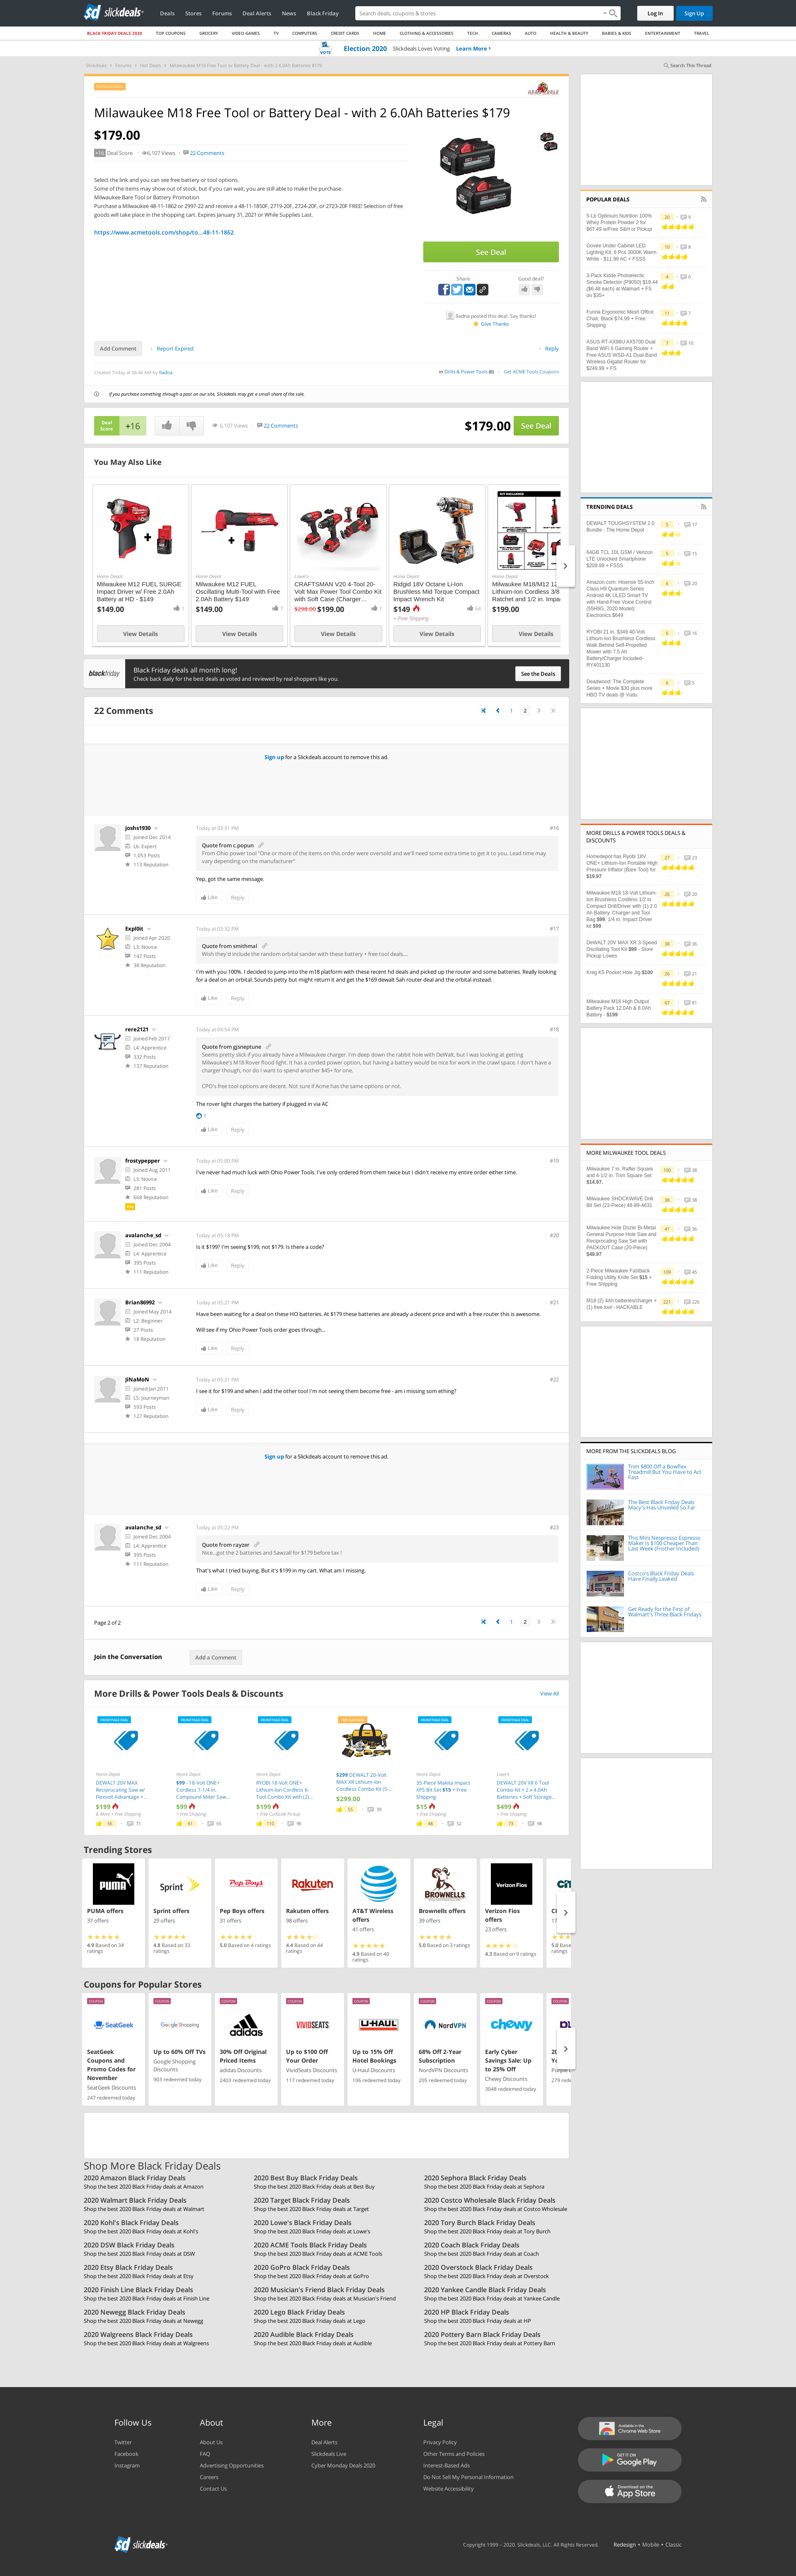 slickdeals
Deals Stores Forums Deal Alerts News Black Friday
Search deals, coupons & stores
Log In Sign Up
BLACK FRIDAY DEALS 2020 TOP COUPONS GROCERY VIDEO GAMES TV COMPUTERS CREDIT CARDS HOME CLOTHING & ACCESSORIES TECH CAMERAS AUTO HEALTH & BEAUTY BABIES & KIDS ENTERTAINMENT TRAVEL
VOTE Election 2020 Slickdeals Loves Voting Learn More
Slickdeals Forums Hot Deals Milawaukee M18 Free Tool or Battery Deal - with 2 6.0Ah Batteries $179
Search This Thread
POPULAR DEAL
Milawaukee M18 Free Tool or Battery Deal - with 2 6.0Ah Batteries $179
$179.00
+16 Deal Score 6,107 Views 22 Comments
Select the link and you can see free battery or tool options.
Some of the items may show out of stock, but if you can wait, you are still able to make the purchase.
Milwaukee Bare Tool or Battery Promotion
Purchase a Milwaukee 48-11-1862 or 2997-22 and receive a 48-11-1850F, 2719-20F, 2724-20F, or 2723-20F FREE! Selection of free
goods will take place in the shopping cart. Expires January 31, 2021 or While Supplies Last.
https://www.acmetools.com/shop/to...48-11-1862
See Deal
Share Good deal?
liadna posted this deal. Say thanks!
Give Thanks
Add Comment Report Expired Reply
Created Today at 06:46 AM by liadna
in Drills & Power Tools (6) Get ACME Tools Coupons
If you purchase something through a post on our site, Slickdeals may get a small share of the sale.
Deal
Score +16 6,107 Views 22 Comments $179.00 See Deal
You May Also Like
Home Depot
Milwaukee M12 FUEL SURGE
Impact Driver w/ Free 2.0Ah
Battery at HD - $149
$149.00 1
View Details
Home Depot
Milwaukee M12 FUEL
Oscillating Multi-Tool with Free
2.0Ah Battery $149
$149.00 7
View Details
Lowe's
CRAFTSMAN V20 4-Tool 20-
Volt Max Power Tool Combo Kit
with Soft Case (Charger ...
$298.00 $199.00 1
View Details
Home Depot
Ridgid 18V Octane Li-Ion
Brushless Mid Torque Compact
Impact Wrench Kit
$149 64
+ Free Shipping
View Details
KIT INCLUDES
Home Depot
Milwaukee M18/M12 12
Lithium-Ion Cordless 3/8
Ratchet and 1/2 in. Impac
$199.00
View Details
blackfriday
Black Friday deals all month long!
Check back daily for the best deals as voted and reviewed by real shoppers like you.
See the Deals
22 Comments 1 2
Sign up for a Slickdeals account to remove this ad.
joshs1930
Joined Dec 2014
L6: Expert
1,053 Posts
113 Reputation
Today at 03:31 PM #16
Quote from c.popun
From Ohio power tool "One or more of the items on this order were oversold and we'll need some extra time to get it to you. Lead time may
vary depending on the manufacturer"
Yep, got the same message.
Like Reply
Expl0it
Joined Apr 2020
L3: Novice
147 Posts
38 Reputation
Today at 03:32 PM #17
Quote from smithmal
Wish they'd include the random orbital sander with these battery + free tool deals....
I'm with you 100%. I decided to jump into the m18 platform with these recent hd deals and picked up the router and some batteries. Really looking
for a deal on an orbital. Sounds petty but might return it and get the $169 dewalt 5ah router deal and the orbital instead.
Like Reply
rere2121
Joined Feb 2017
L4: Apprentice
332 Posts
137 Reputation
Today at 04:54 PM #18
Quote from gjsneptune
Seems pretty slick if you already have a Milwaukee charger. I'm deep down the rabbit hole with DeWalt, but I was looking at getting
Milwaukee's M18 Rover flood light. It has a corded power option, but having a battery would be nice for work in the crawl space. I don't have a
charger though, nor do I want to spend another $45+ for one.
CPO's free tool options are decent. Not sure if Acme has the same options or not.
The rover light charges the battery if plugged in via AC
1
Like Reply
frostypepper
Joined Aug 2011
L3: Novice
281 Posts
668 Reputation
Pro
Today at 05:00 PM #19
I've never had much luck with Ohio Power Tools. I've only ordered from them twice but I didn't receive my entire order either time.
Like Reply
avalanche_sd
Joined Dec 2004
L4: Apprentice
395 Posts
111 Reputation
Today at 05:18 PM #20
Is it $199? I'm seeing $199, not $179. Is there a code?
Like Reply
Brian86992
Joined May 2014
L2: Beginner
27 Posts
18 Reputation
Today at 05:21 PM #21
Have been waiting for a deal on these HO batteries. At $179 these batteries are already a decent price and with a free router this is awesome.
Will see if my Ohio Power Tools order goes through...
Like Reply
JiNaMoN
Joined Jan 2011
L5: Journeyman
593 Posts
127 Reputation
Today at 05:21 PM #22
I see it for $199 and when I add the other tool I'm not seeing them become free - am i missing som ething?
Like Reply
Sign up for a Slickdeals account to remove this ad.
avalanche_sd
Joined Dec 2004
L4: Apprentice
395 Posts
111 Reputation
Today at 05:22 PM #23
Quote from rayzer
Nice...got the 2 batteries and Sawzall for $179 before tax !
That's what I tried buying. But it's $199 in my cart. What am I missing.
Like Reply
Page 2 of 2 1 2
Join the Conversation Add a Comment
More Drills & Power Tools Deals & Discounts View All
FRONTPAGE DEAL
Home Depot
DEWALT 20V MAX
Reciprocating Saw w/
Flexvolt Advantage +...
$199
& More + Free Shipping
56 71
FRONTPAGE DEAL
Home Depot
$99 - 18-Volt ONE+
Cordless 7-1/4 in.
Compound Miter Saw...
$99
+ Free Shipping
61 65
FRONTPAGE DEAL
Home Depot
RYOBI 18-Volt ONE+
Lithium-Ion Cordless 6-
Tool Combo Kit with (2)...
$199
+ Free Curbside Pickup
110 96
POPULAR DEAL
$299 DEWALT 20-Volt
MAX XR Lithium-Ion
Cordless Combo Kit (5-...
$299.00
55 39
FRONTPAGE DEAL
Home Depot
35-Piece Makita Impact
XPS Bit Set $15 + Free
Shipping
$15
+ Free Shipping
44 52
FRONTPAGE DEAL
Lowe's
DEWALT 20V XR 6 Tool
Combo Kit + 2 x 4.0Ah
Batteries + Soft Storage...
$499
+ Free Shipping
73 98
Trending Stores
PUMA
PUMA offers
37 offers
4.9 Based on 34
ratings
Sprint
Sprint offers
29 offers
4.8 Based on 33
ratings
Pep Boys
Pep Boys offers
31 offers
5.0 Based on 4 ratings
Rakuten
Rakuten offers
98 offers
4.4 Based on 44
ratings
AT&T Wireless
offers
41 offers
4.9 Based on 40
ratings
BROWNELLS
Brownells offers
39 offers
5.0 Based on 3 ratings
Verizon Fios
Verizon Fios
offers
23 offers
4.3 Based on 9 ratings
Coupons for Popular Stores
COUPON
SeatGeek
SeatGeek
Coupons and
Promo Codes for
November
SeatGeek Discounts
247 redeemed today
COUPON
Google Shopping
Up to 60% Off TVs
Google Shopping
Discounts
903 redeemed today
COUPON
adidas
30% Off Original
Priced Items
adidas Discounts
2403 redeemed today
COUPON
VIVIDSEATS
Up to $100 Off
Your Order
VividSeats Discounts
117 redeemed today
COUPON
U-HAUL
Up to 15% Off
Hotel Bookings
U-Haul Discounts
106 redeemed today
COUPON
NordVPN
68% Off 2-Year
Subscription
NordVPN Discounts
205 redeemed today
COUPON
chewy
Early Cyber
Savings Sale: Up
to 25% Off
Chewy Discounts
3048 redeemed today
COUPON
Shop More Black Friday Deals
2020 Amazon Black Friday Deals
Shop the best 2020 Black Friday deals at Amazon
2020 Walmart Black Friday Deals
Shop the best 2020 Black Friday deals at Walmart
2020 Kohl's Black Friday Deals
Shop the best 2020 Black Friday deals at Kohl's
2020 DSW Black Friday Deals
Shop the best 2020 Black Friday deals at DSW
2020 Etsy Black Friday Deals
Shop the best 2020 Black Friday deals at Etsy
2020 Finish Line Black Friday Deals
Shop the best 2020 Black Friday deals at Finish Line
2020 Newegg Black Friday Deals
Shop the best 2020 Black Friday deals at Newegg
2020 Walgreens Black Friday Deals
Shop the best 2020 Black Friday deals at Walgreens
2020 Best Buy Black Friday Deals
Shop the best 2020 Black Friday deals at Best Buy
2020 Target Black Friday Deals
Shop the best 2020 Black Friday deals at Target
2020 Lowe's Black Friday Deals
Shop the best 2020 Black Friday deals at Lowe's
2020 ACME Tools Black Friday Deals
Shop the best 2020 Black Friday deals at ACME Tools
2020 GoPro Black Friday Deals
Shop the best 2020 Black Friday deals at GoPro
2020 Musician's Friend Black Friday Deals
Shop the best 2020 Black Friday deals at Musician's Friend
2020 Lego Black Friday Deals
Shop the best 2020 Black Friday deals at Lego
2020 Audible Black Friday Deals
Shop the best 2020 Black Friday deals at Audible
2020 Sephora Black Friday Deals
Shop the best 2020 Black Friday deals at Sephora
2020 Costco Wholesale Black Friday Deals
Shop the best 2020 Black Friday deals at Costco Wholesale
2020 Tory Burch Black Friday Deals
Shop the best 2020 Black Friday deals at Tory Burch
2020 Coach Black Friday Deals
Shop the best 2020 Black Friday deals at Coach
2020 Overstock Black Friday Deals
Shop the best 2020 Black Friday deals at Overstock
2020 Yankee Candle Black Friday Deals
Shop the best 2020 Black Friday deals at Yankee Candle
2020 HP Black Friday Deals
Shop the best 2020 Black Friday deals at HP
2020 Pottery Barn Black Friday Deals
Shop the best 2020 Black Friday deals at Pottery Barn
POPULAR DEALS
5-Lb Optimum Nutrition 100%
Whey Protein Powder 2 for
$67.49 w/Free S&H or Pickup
20 9
Govee Under Cabinet LED
Lighting Kit, 6 Pcs 3000K Warm
White - $11.99 AC + FSSS
10 8
3-Pack Kidde Photoelectic
Smoke Detector (P9050) $19.44
($6.48 each) at Walmart + FS
on $35+
4 0
Furria Ergonomic Mesh Office
Chair, Black $74.99 + Free
Shipping
11 7
ASUS RT-AX86U AX5700 Dual
Band WiFi 6 Gaming Router +
Free ASUS WSD-A1 Dual-Band
Wireless Gigabit Router for
$249.99 + FS
7 10
TRENDING DEALS
DEWALT TOUGHSYSTEM 2.0
Bundle - The Home Depot
5 17
64GB TCL 10L GSM / Verizon
LTE Unlocked Smartphone
$209.99 + FSSS
5 15
Amazon.com: Hisense 55-Inch
Class H9 Quantum Series
Android 4K ULED Smart TV
with Hand-Free Voice Control
(55H9G, 2020 Model):
Electronics $649
6 20
RYOBI 21 in. $349 40-Volt
Lithium-Ion Brushless Cordless
Walk Behind Self-Propelled
Mower with 7.5 Ah
Battery/Charger Included-
RY401130
6 16
Deadwood: The Complete
Series + Movie $30 plus more
HBO TV deals @ Vudu
6 5
MORE DRILLS & POWER TOOLS DEALS &
DISCOUNTS
Homedepot has Ryobi 18V
ONE+ Lithium-Ion Portable High
Pressure Inflator (Bare Tool) for
$19.97
27 23
Milwaukee M18 18-Volt Lithium-
Ion Brushless Cordless 1/2 in.
Compact Drill/Driver with (1) 2.0
Ah Battery, Charger and Tool
Bag $99. 1/4 in. Impact Driver
kit $99
26 20
DeWALT 20V MAX XR 3-Speed
Oscillating Tool Kit $99 - Store
Pickup Lowes
38 36
Kreg K5 Pocket Hole Jig $100
26 21
Milwaukee M18 High Output
Battery Pack 12.0Ah & 8.0Ah
Battery - $199
67 81
MORE MILWAUKEE TOOL DEALS
Milwaukee 7 in. Rafter Square
and 4-1/2 in. Trim Square Set
$14.97.
100 38
Milwaukee SHOCKWAVE Drill
Bit Set (23-Piece) 48-89-4631
38 38
Milwaukee Hole Dozer Bi-Metal
General Purpose Hole Saw and
Reciprocating Saw Set with
PACKOUT Case (20-Piece)
$49.97
41 36
2-Piece Milwaukee Fastback
Folding Utility Knife Set $15 +
Free Shipping
109 45
M18 (2) 4Ah batteries/charger +
(1) free tool - HACKABLE
221 226
MORE FROM THE SLICKDEALS BLOG
Trim $800 Off a Bowflex
Treadmill But You Have to Act
Fast
The Best Black Friday Deals
Macy's Has Unveiled So Far
This Mini Nespresso Espresso
Maker is $100 Cheaper Than
Last Week (Frother Included)
Costco's Black Friday Deals
Have Finally Leaked
Get Ready for the First of
Walmart's Three Black Fridays
Follow Us
Twitter
Facebook
Instagram
About
About Us
FAQ
Advertising Opportunities
Careers
Contact Us
More
Deal Alerts
Slickdeals Live
Cyber Monday Deals 2020
Legal
Privacy Policy
Other Terms and Policies
Interest-Based Ads
Do Not Sell My Personal Information
Website Accessibility
Available in the
Chrome Web Store
GET IT ON
Google Play
Download on the
App Store
slickdeals
Copyright 1999 – 2020. Slickdeals, LLC. All Rights Reserved. Redesign • Mobile • Classic